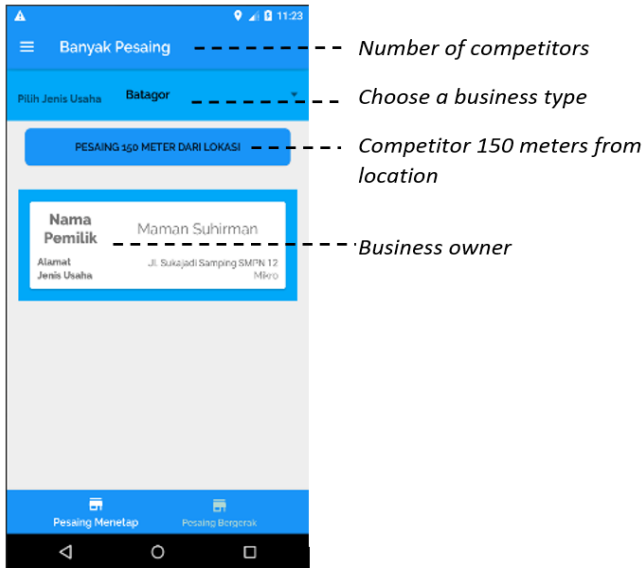 11:23
Banyak Pesaing
Number of competitors
Pilih Jenis Usaha
Batagor
Choose a business type
PESAING 150 METER DARI LOKASI
Competitor 150 meters from
location
Nama
Pemilik
Maman Suhirman
Business owner
Alamat
Jl. Sukajadi Samping SMPN 12
Jenis Usaha
Mikro
Pesaing Menetap
Pesaing Bergerak